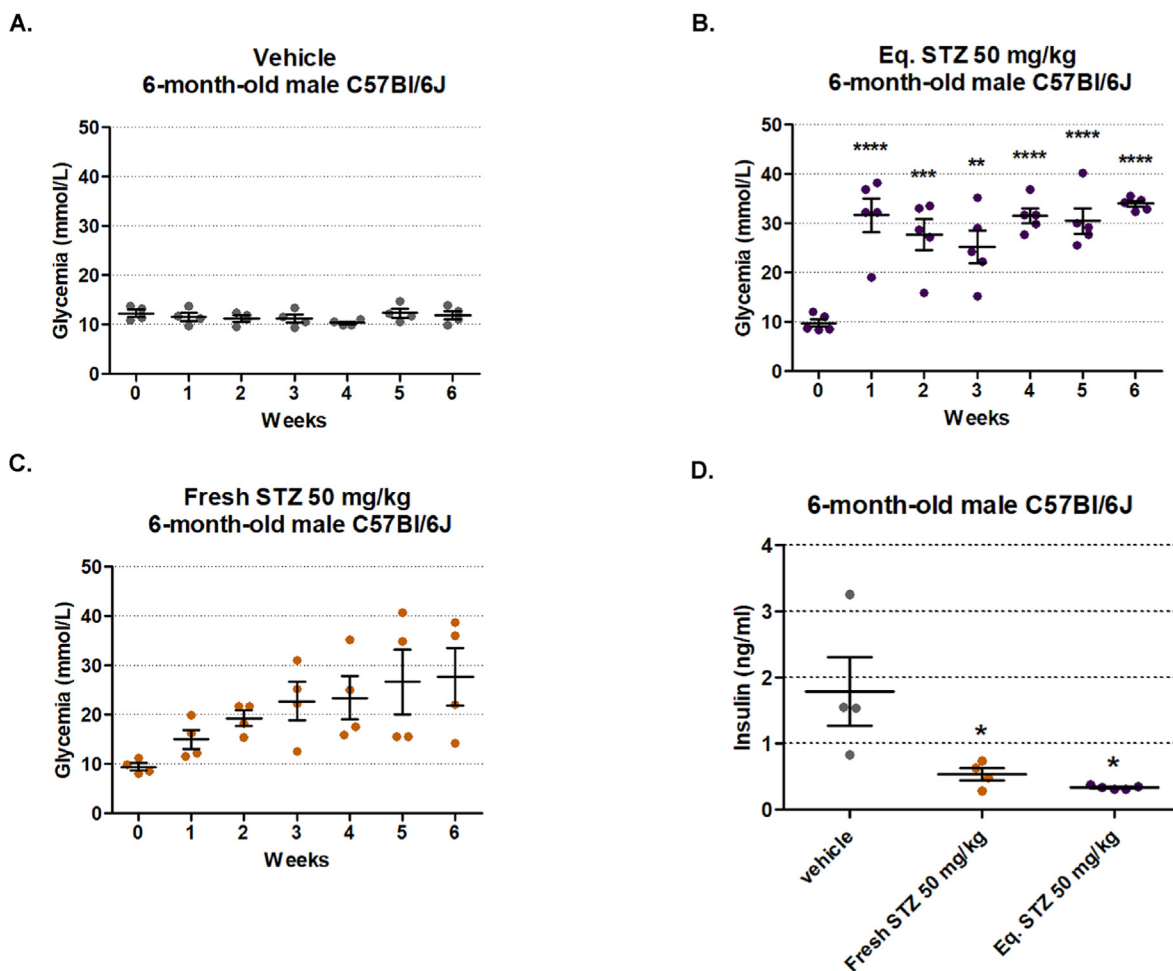 A.
Vehicle
6-month-old male C57Bl/6J
Glycemia (mmol/L)
50
40
30
20
10
0
0 1 2 3 4 5 6
Weeks
B.
Eq. STZ 50 mg/kg
6-month-old male C57Bl/6J
Glycemia (mmol/L)
50
40
30
20
10
0
**** *** ** **** **** ****
0 1 2 3 4 5 6
Weeks
C.
Fresh STZ 50 mg/kg
6-month-old male C57Bl/6J
Glycemia (mmol/L)
50
40
30
20
10
0
0 1 2 3 4 5 6
Weeks
D.
6-month-old male C57Bl/6J
Insulin (ng/ml)
4
3
2
1
0
* *
vehicle
Fresh STZ 50 mg/kg
Eq. STZ 50 mg/kg